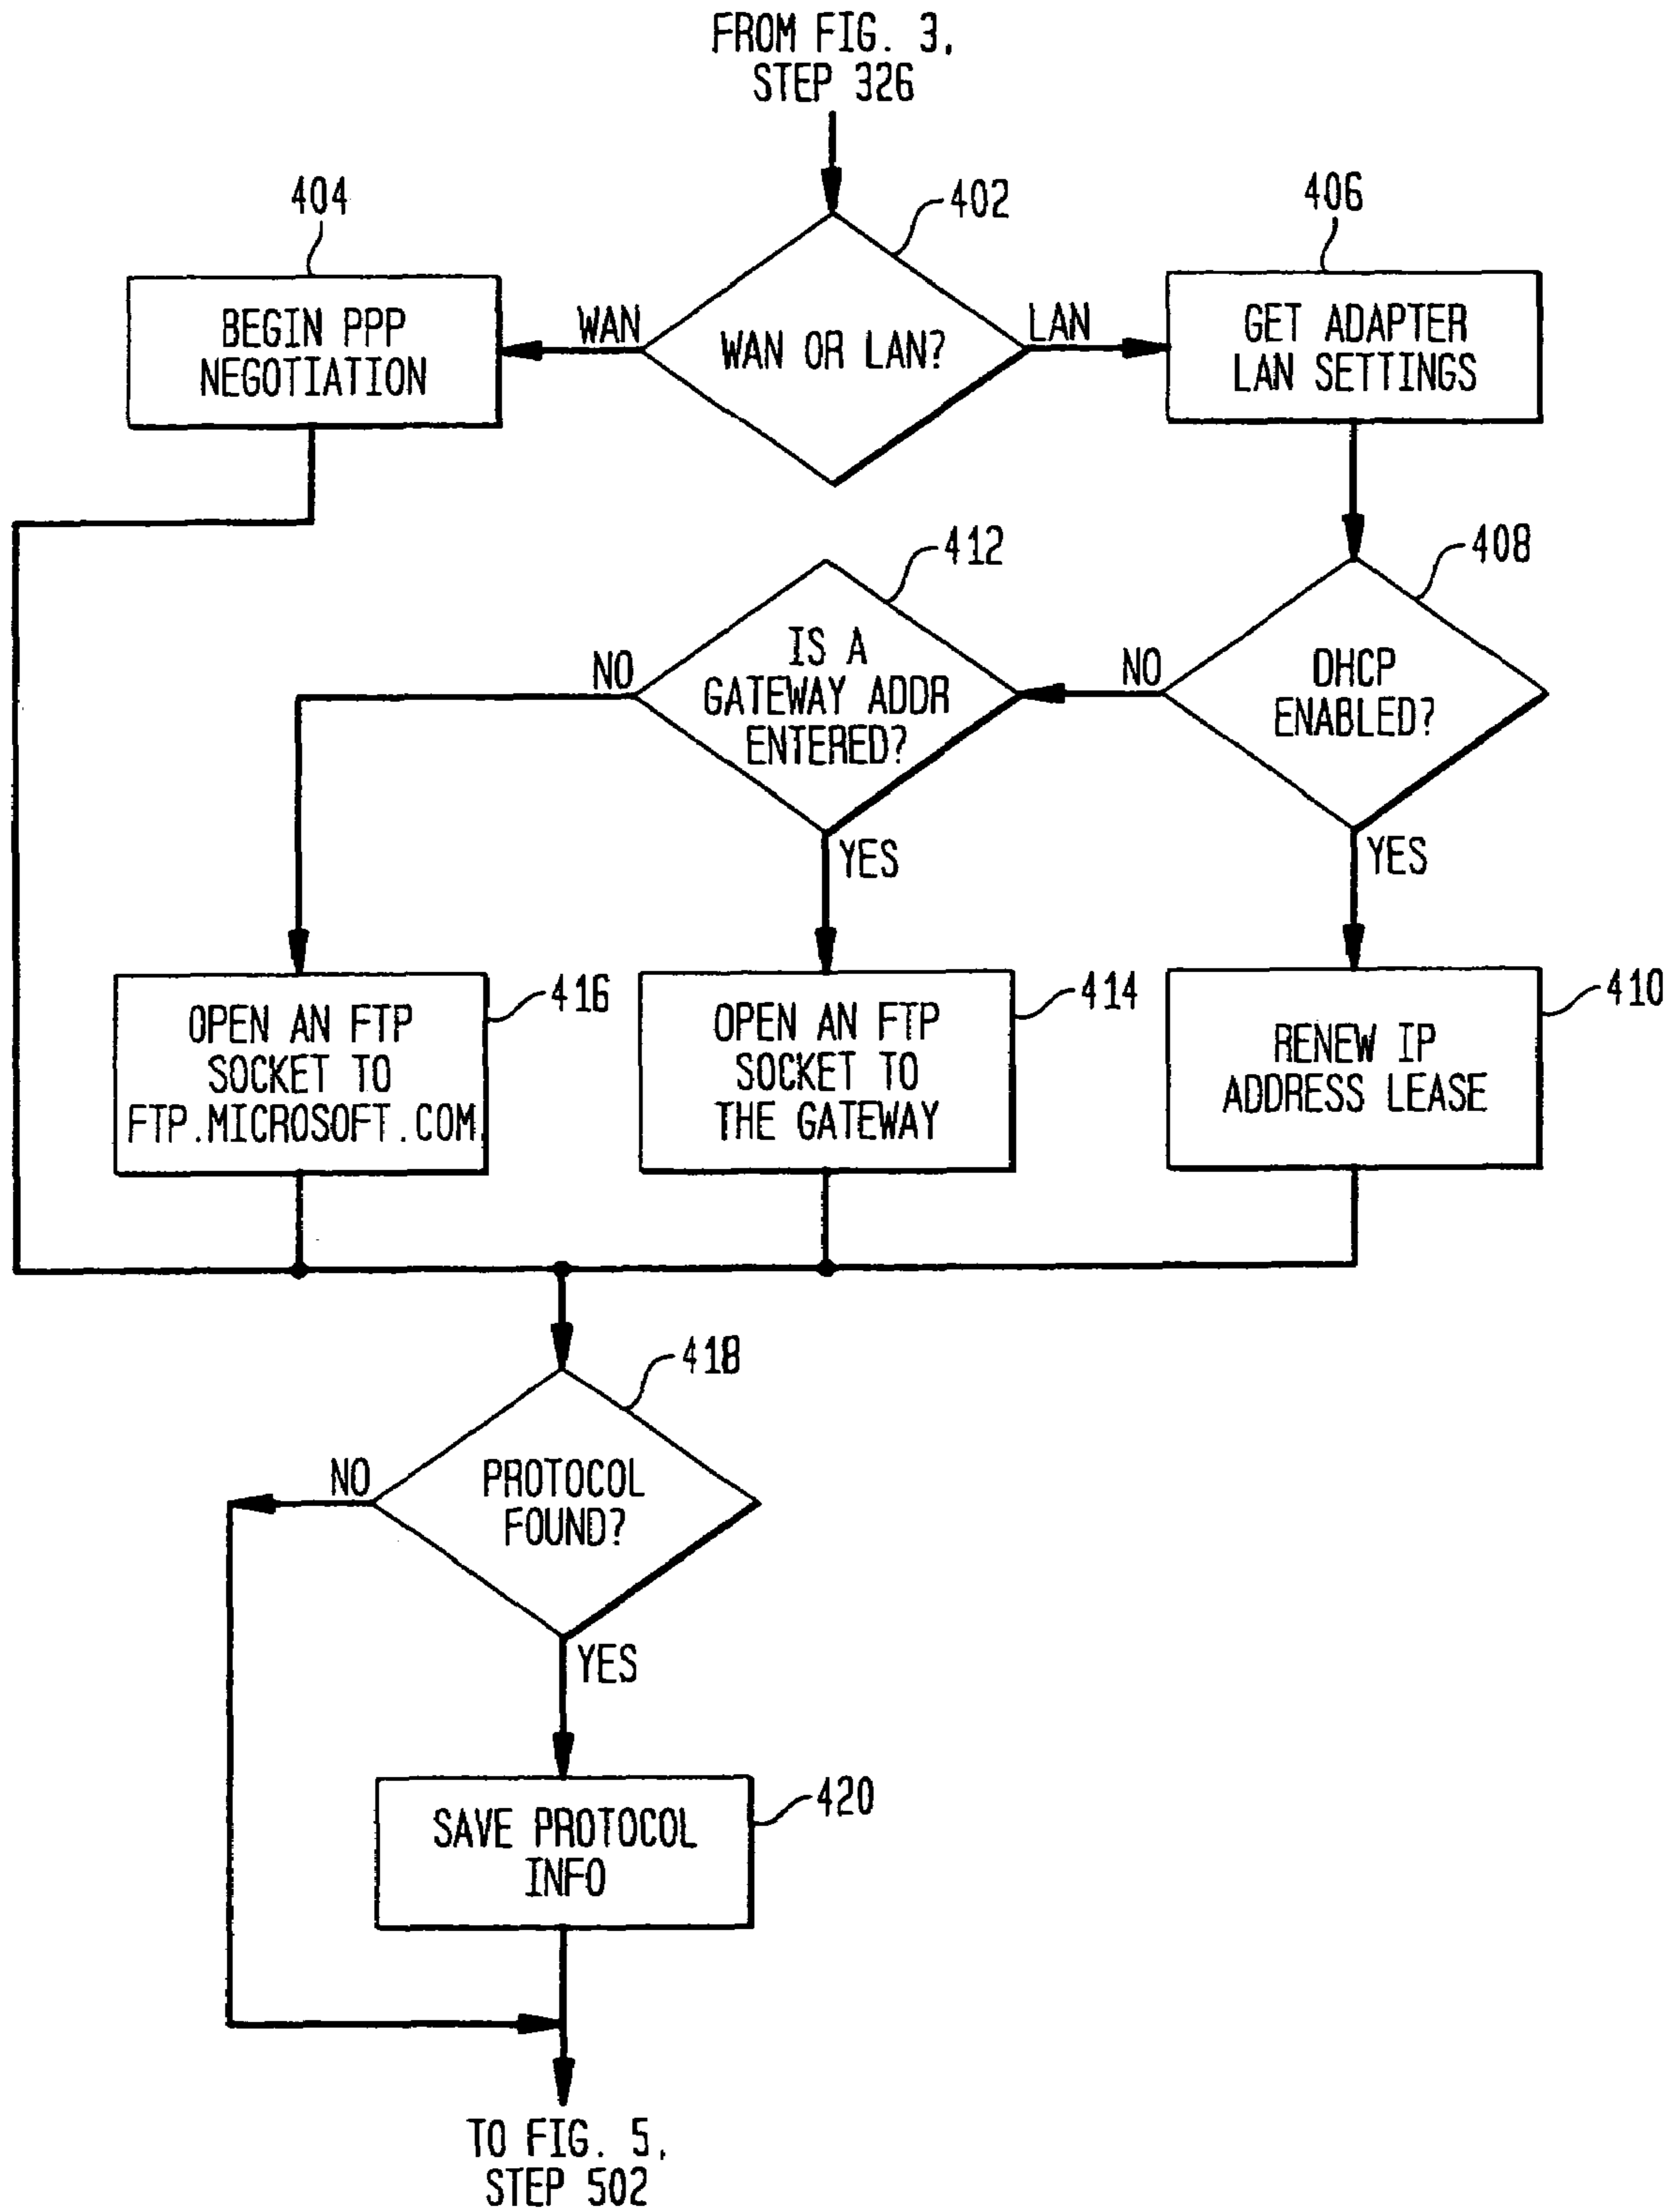 FROM FIG. 3,
STEP 326
404
402
406
BEGIN PPP
NEGOTIATION
WAN
WAN OR LAN?
LAN
GET ADAPTER
LAN SETTINGS
412
408
NO
IS A
GATEWAY ADDR
ENTERED?
NO
DHCP
ENABLED?
YES
YES
416
414
410
OPEN AN FTP
SOCKET TO
FTP.MICROSOFT.COM
OPEN AN FTP
SOCKET TO
THE GATEWAY
RENEW IP
ADDRESS LEASE
418
NO
PROTOCOL
FOUND?
YES
420
SAVE PROTOCOL
INFO
TO FIG. 5,
STEP 502